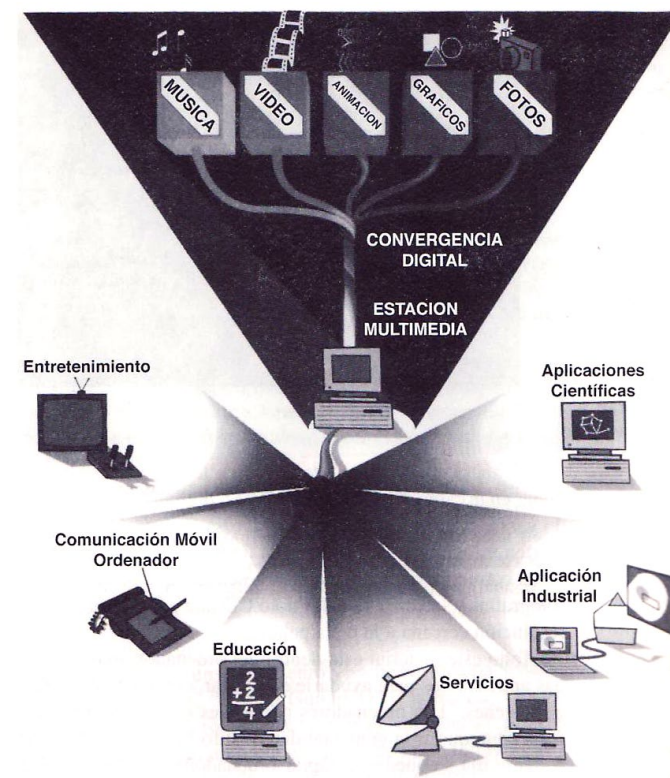 MUSICA
VIDEO
ANIMACION
GRAFICOS
FOTOS
CONVERGENCIA
DIGITAL
ESTACION
MULTIMEDIA
Entretenimiento
Aplicaciones
Científicas
Comunicación Móvil
Ordenador
Aplicación
Industrial
Educación
2
+2
4
Servicios